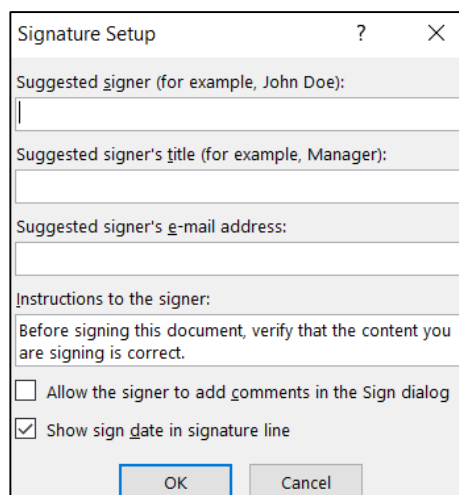 Signature Setup ?
Suggested signer (for example, John Doe):
Suggested signer's title (for example, Manager):
Suggested signer's e-mail address:
Instructions to the signer:
Before signing this document, verify that the content you
are signing is correct.
Allow the signer to add comments in the Sign dialog
Show sign date in signature line
OK Cancel